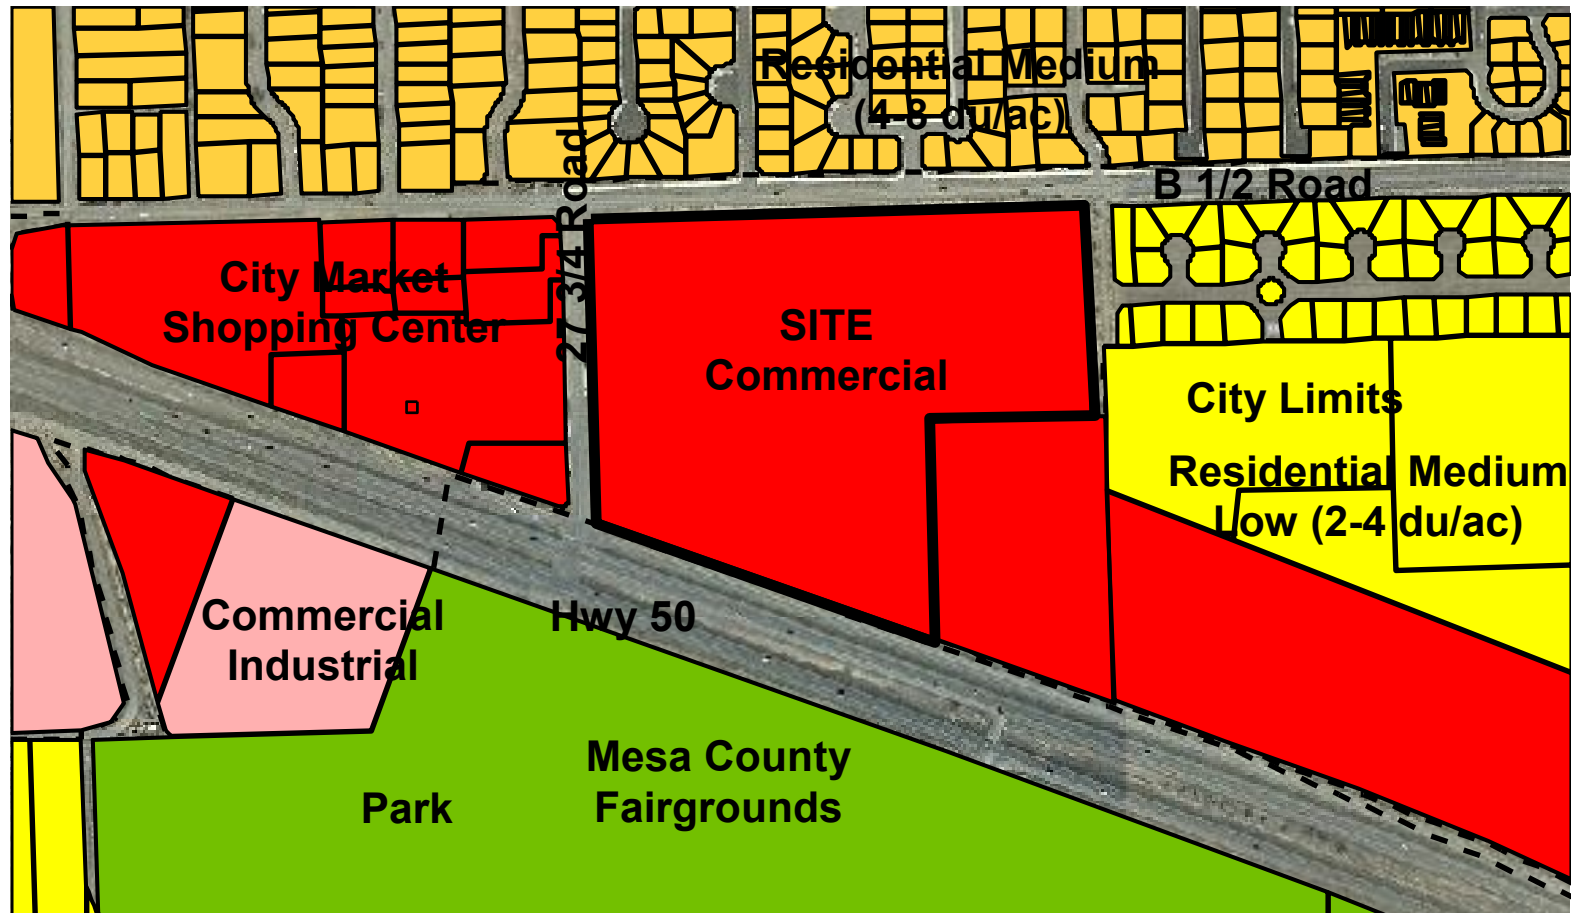 Residential Medium
(4-8 du/ac)
B 1/2 Road
27 3/4 Road
City Market
Shopping Center
SITE
Commercial
City Limits
Residential Medium
Low (2-4 du/ac)
Commercial
Industrial
Hwy 50
Mesa County
Fairgrounds
Park